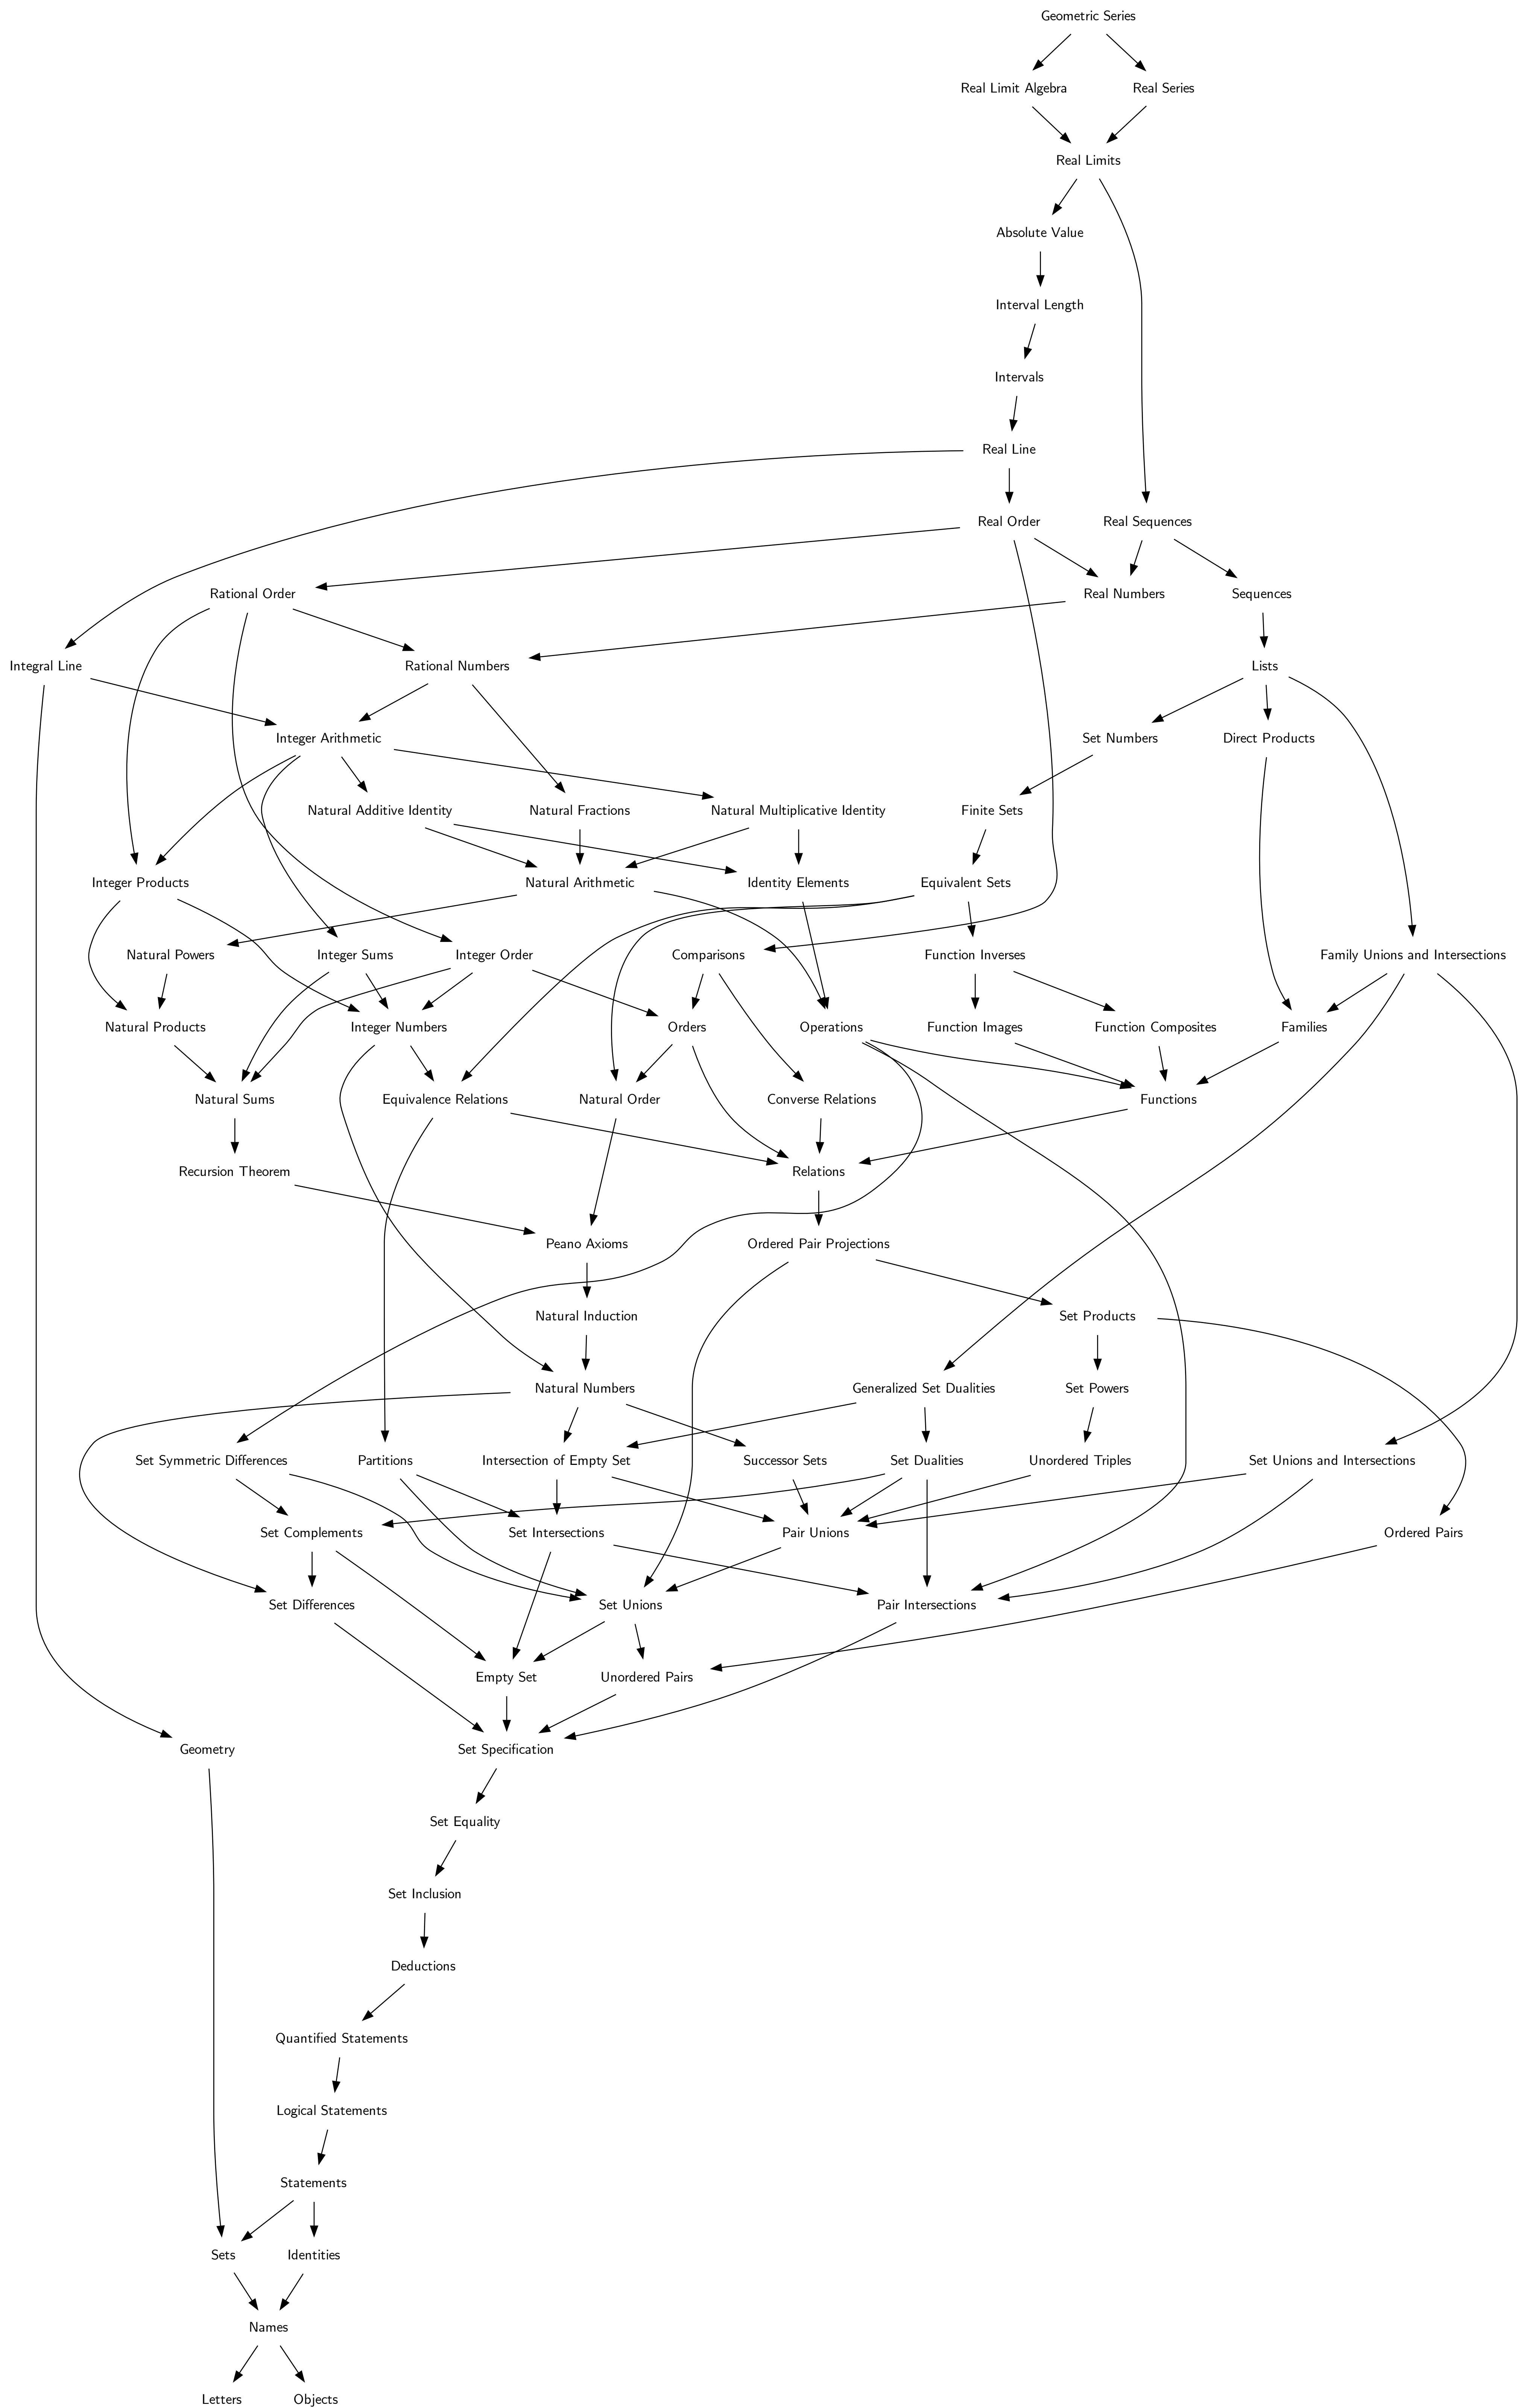 Geometric Series
Real Limit Algebra
Real Series
Real Limits
Absolute Value
Interval Length
Intervals
Real Line
Real Order
Real Sequences
Rational Order
Real Numbers
Sequences
Integral Line
Rational Numbers
Lists
Integer Arithmetic
Set Numbers
Direct Products
Natural Additive Identity
Natural Fractions
Natural Multiplicative Identity
Finite Sets
Integer Products
Natural Arithmetic
Identity Elements
Equivalent Sets
Natural Powers
Integer Sums
Integer Order
Comparisons
Function Inverses
Family Unions and Intersections
Natural Products
Integer Numbers
Orders
Operations
Function Images
Function Composites
Families
Natural Sums
Equivalence Relations
Natural Order
Converse Relations
Functions
Recursion Theorem
Relations
Peano Axioms
Ordered Pair Projections
Natural Induction
Set Products
Natural Numbers
Generalized Set Dualities
Set Powers
Set Symmetric Differences
Partitions
Intersection of Empty Set
Successor Sets
Set Dualities
Unordered Triples
Set Unions and Intersections
Set Complements
Set Intersections
Pair Unions
Ordered Pairs
Set Differences
Set Unions
Pair Intersections
Empty Set
Unordered Pairs
Geometry
Set Specification
Set Equality
Set Inclusion
Deductions
Quantified Statements
Logical Statements
Statements
Sets
Identities
Names
Letters
Objects